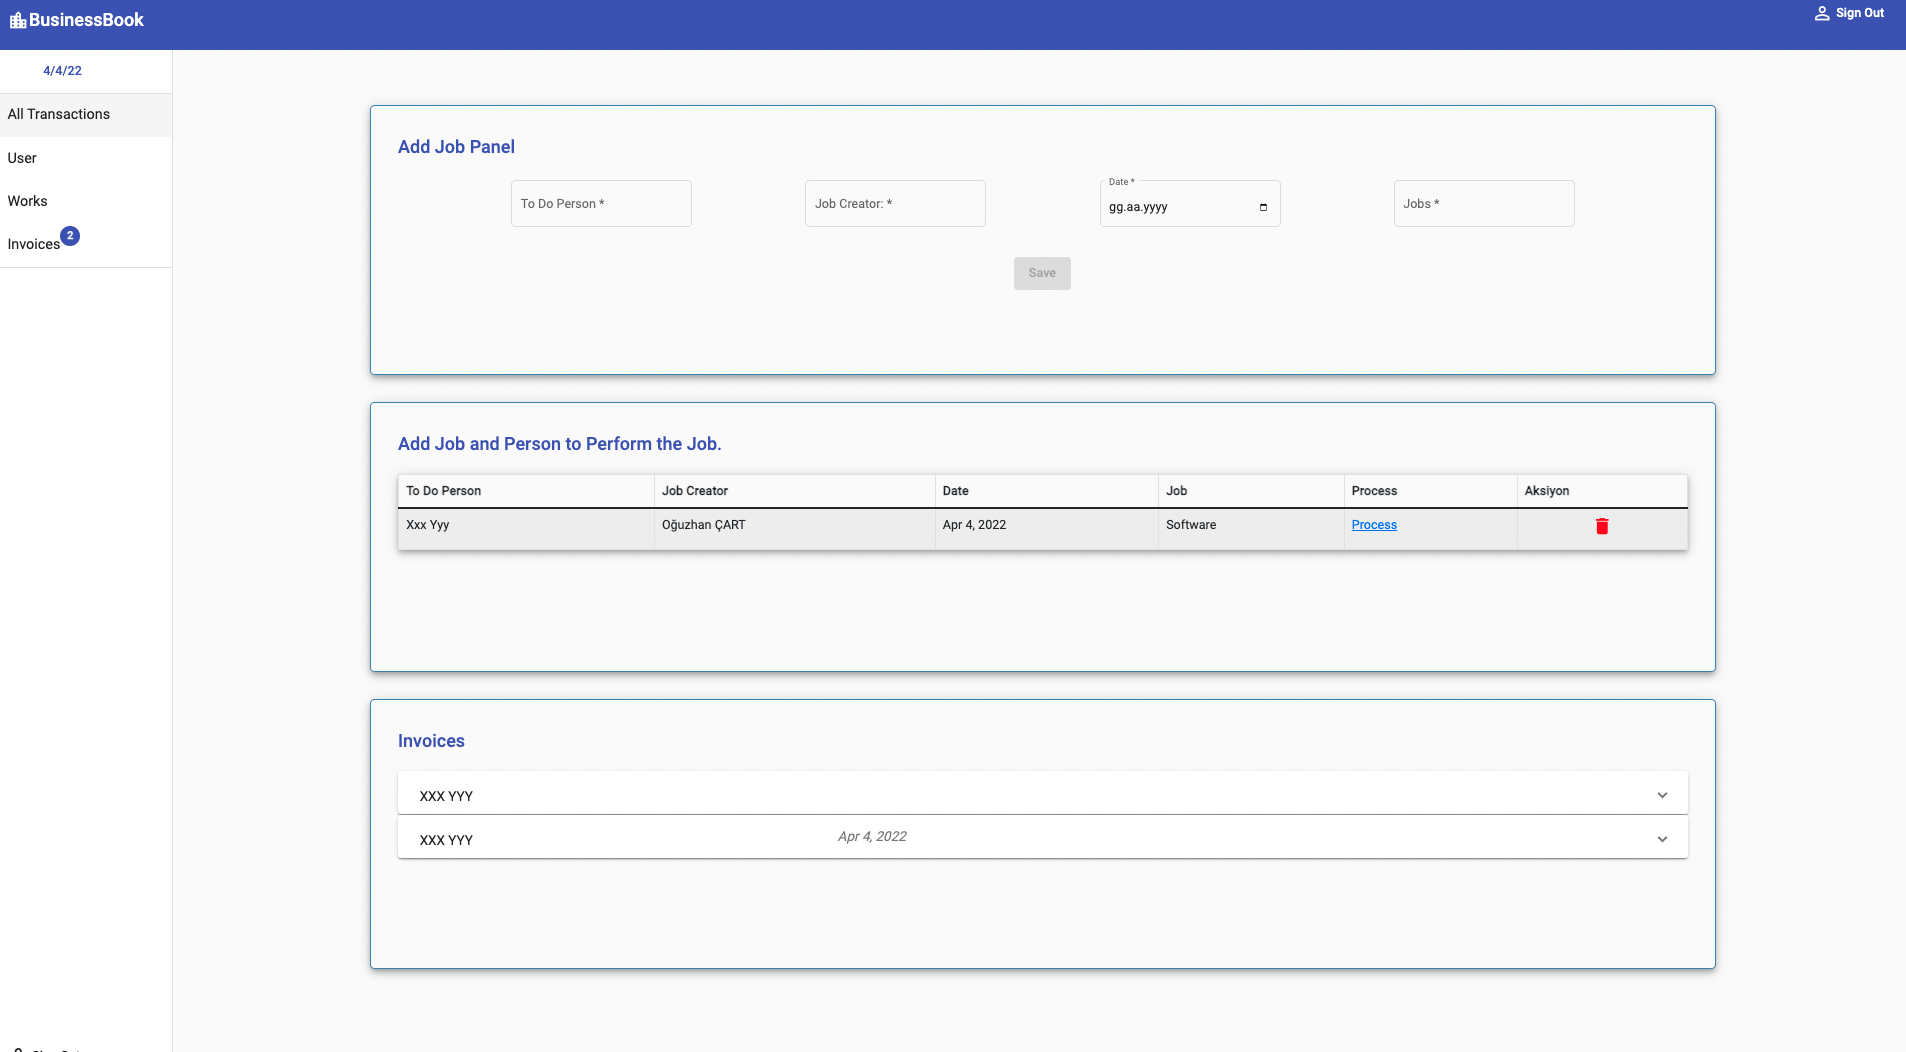 BusinessBook
Sign Out
4/4/22
All Transactions
User
Works
Invoices 2
Add Job Panel
To Do Person *
Job Creator: *
Date *
gg.aa.yyyy
Jobs *
Save
Add Job and Person to Perform the Job.
To Do Person Job Creator Date Job Process Aksiyon
Xxx Yyy Oğuzhan ÇART Apr 4, 2022 Software Process
Invoices
XXX YYY
XXX YYY Apr 4, 2022